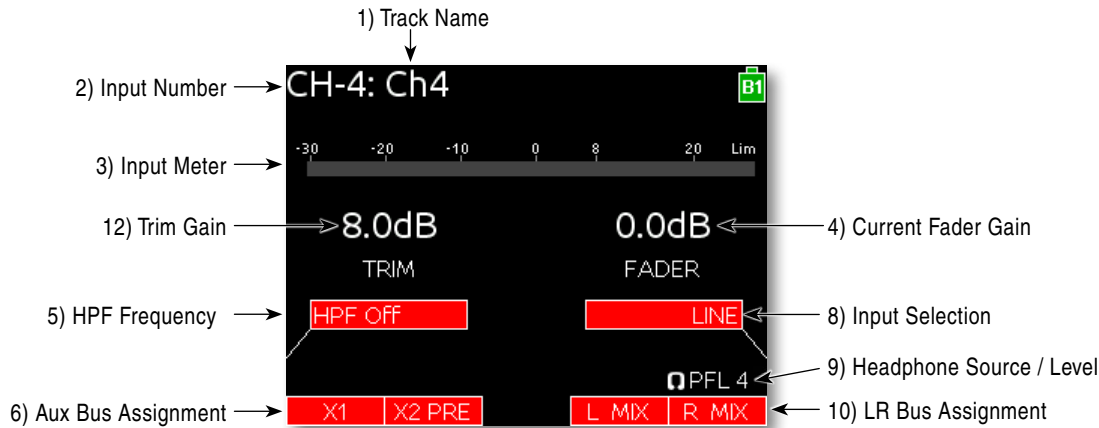 1) Track Name
2) Input Number
CH-4: Ch4
B1
-30 -20 -10 0 8 20 Lim
3) Input Meter
12) Trim Gain
8.0dB
0.0dB
4) Current Fader Gain
TRIM
FADER
5) HPF Frequency
HPF Off
LINE
8) Input Selection
PFL 4
9) Headphone Source / Level
6) Aux Bus Assignment
X1
X2 PRE
L MIX
R MIX
10) LR Bus Assignment